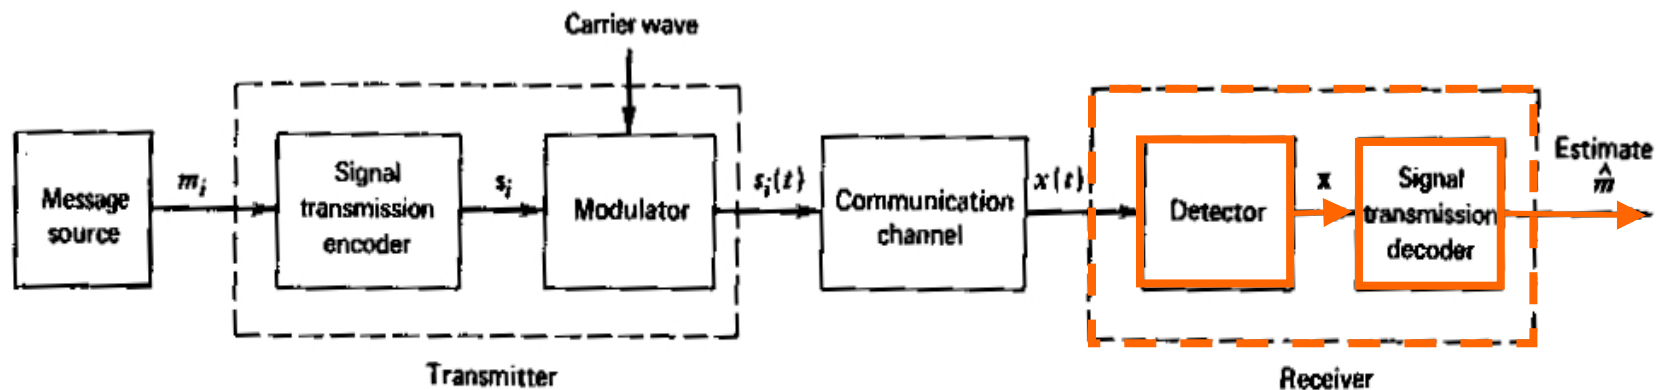 Carrier wave
Message
source
m_i
Signal
transmission
encoder
s_i
Modulator
s_i(t)
Communication
channel
x(t)
Detector
x
Signal
transmission
decoder
Estimate
m̂
Transmitter
Receiver